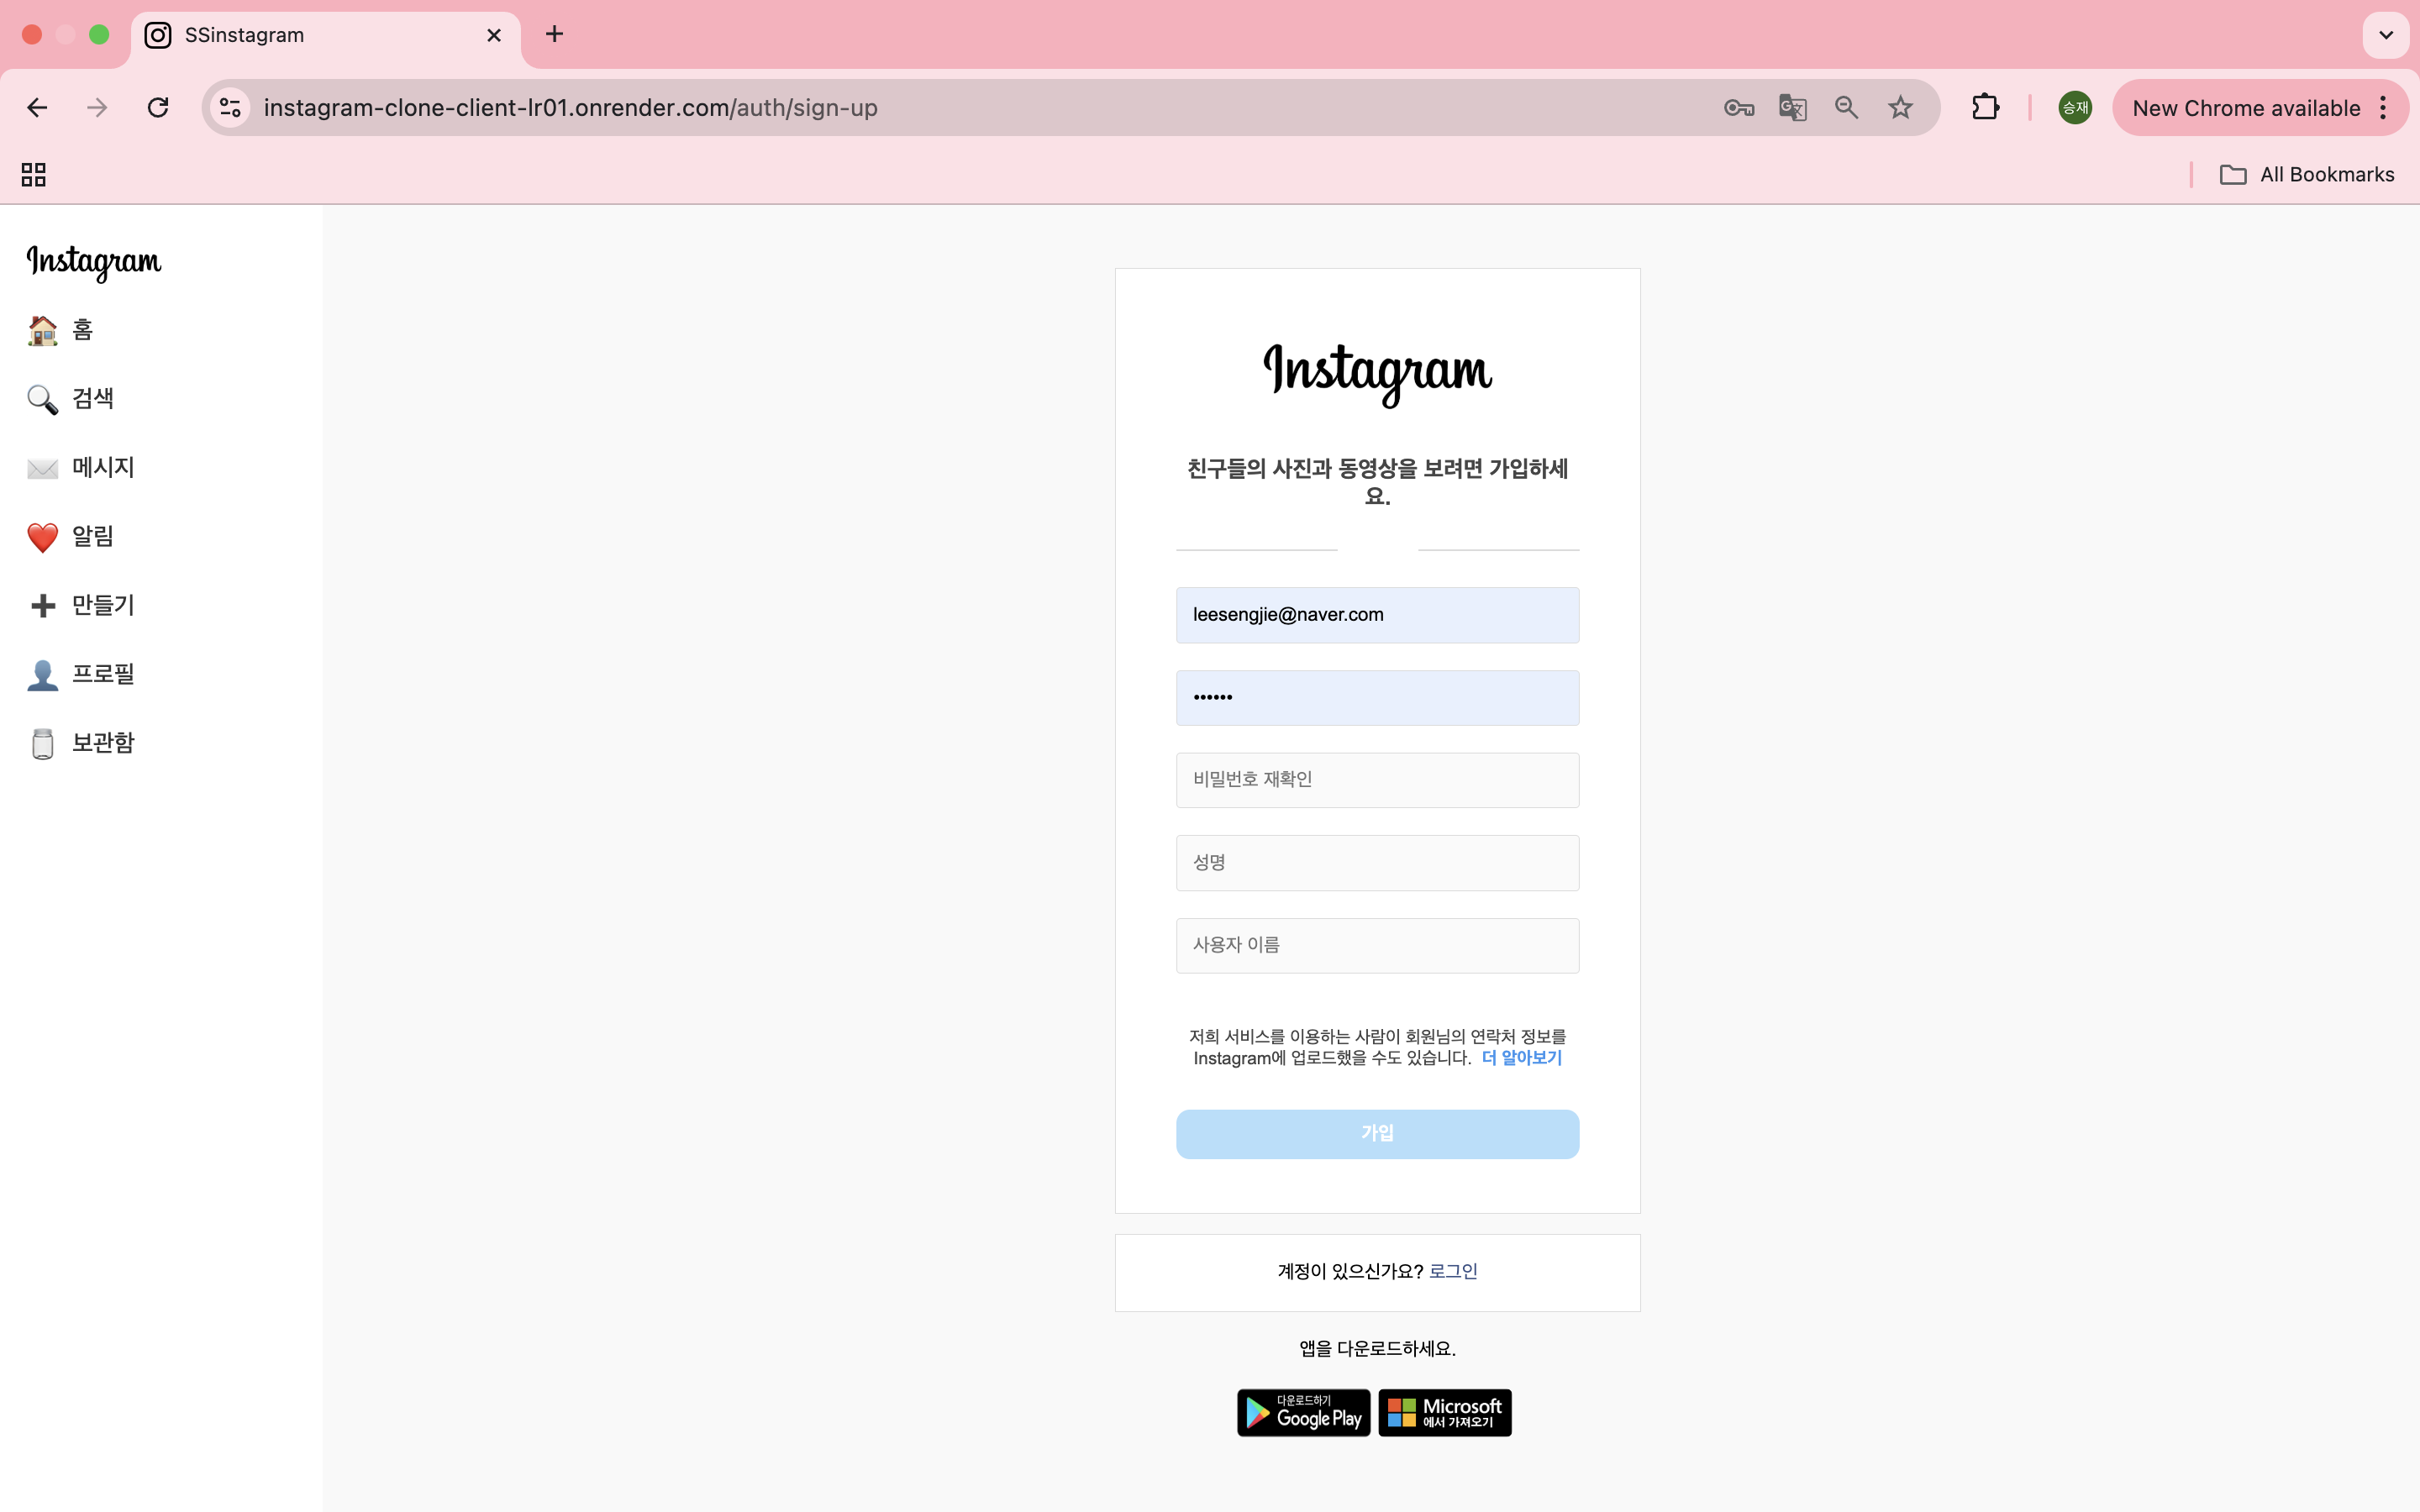 SSinstagram
instagram-clone-client-lr01.onrender.com/auth/sign-up
승재
New Chrome available
All Bookmarks
Instagram
홈
검색
메시지
알림
만들기
프로필
보관함
Instagram
친구들의 사진과 동영상을 보려면 가입하세
요.
leesengjie@naver.com
••••••
비밀번호 재확인
성명
사용자 이름
저희 서비스를 이용하는 사람이 회원님의 연락처 정보를
Instagram에 업로드했을 수도 있습니다. 더 알아보기
가입
계정이 있으신가요? 로그인
앱을 다운로드하세요.
다운로드하기
Google Play
Microsoft
에서 가져오기